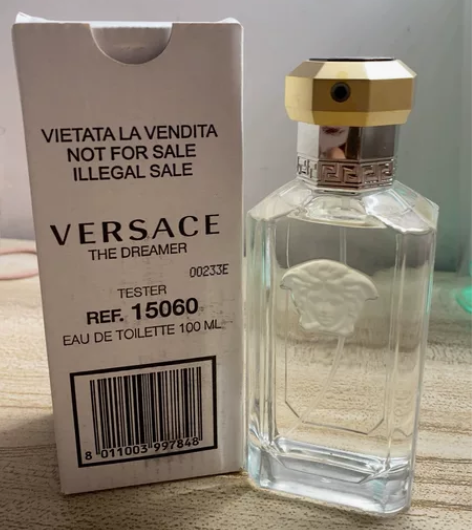 VIETATA LA VENDITA
NOT FOR SALE
ILLEGAL SALE
VERSACE
THE DREAMER
00233E
TESTER
REF. 15060
EAU DE TOILETTE 100 ML
8 011003 997848